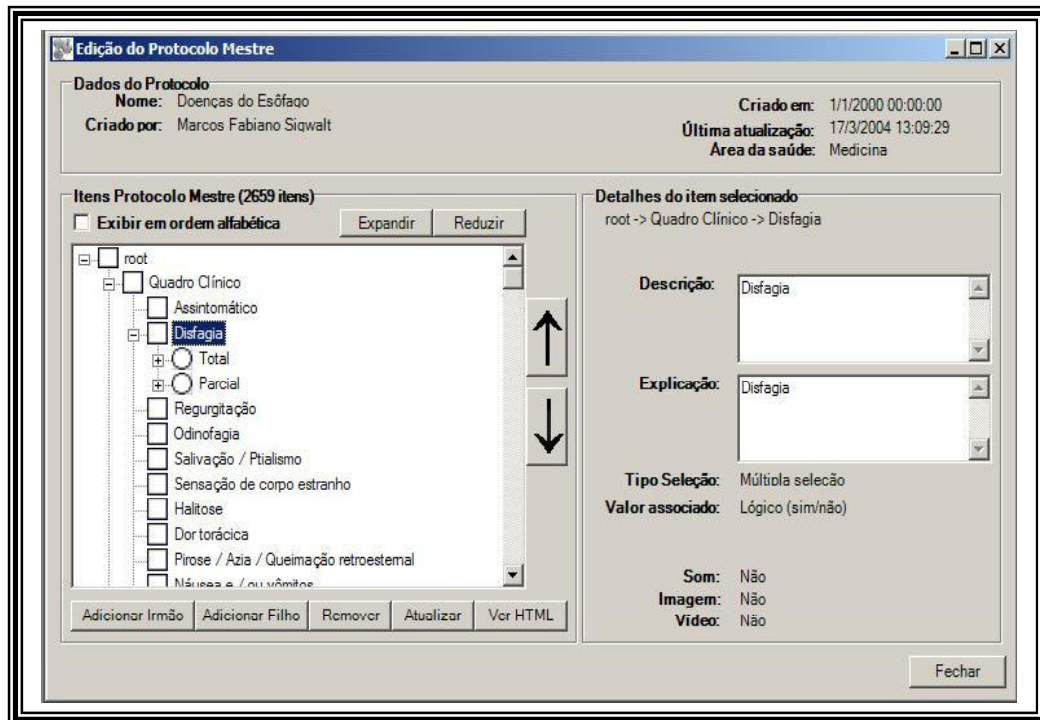 Edição do Protocolo Mestre
Dados do Protocolo
Nome: Doenças do Esôfago
Criado por: Marcos Fabiano Sigwalt
Criado em: 1/1/2000 00:00:00
Última atualização: 17/3/2004 13:09:29
Área da saúde: Medicina
Itens Protocolo Mestre (2659 itens)
Exibir em ordem alfabética
Expandir
Reduzir
root
Quadro Clínico
Assintomático
Disfagia
Total
Parcial
Regurgitação
Odinofagia
Salivação / Ptialismo
Sensação de corpo estranho
Halitose
Dor torácica
Pirose / Azia / Queimação retroesternal
Náusea e / ou vômitos
Adicionar Irmão
Adicionar Filho
Remover
Atualizar
Ver HTML
Detalhes do item selecionado
root -> Quadro Clínico -> Disfagia
Descrição: Disfagia
Explicação: Disfagia
Tipo Seleção: Múltipla seleção
Valor associado: Lógico (sim/não)
Som: Não
Imagem: Não
Vídeo: Não
Fechar